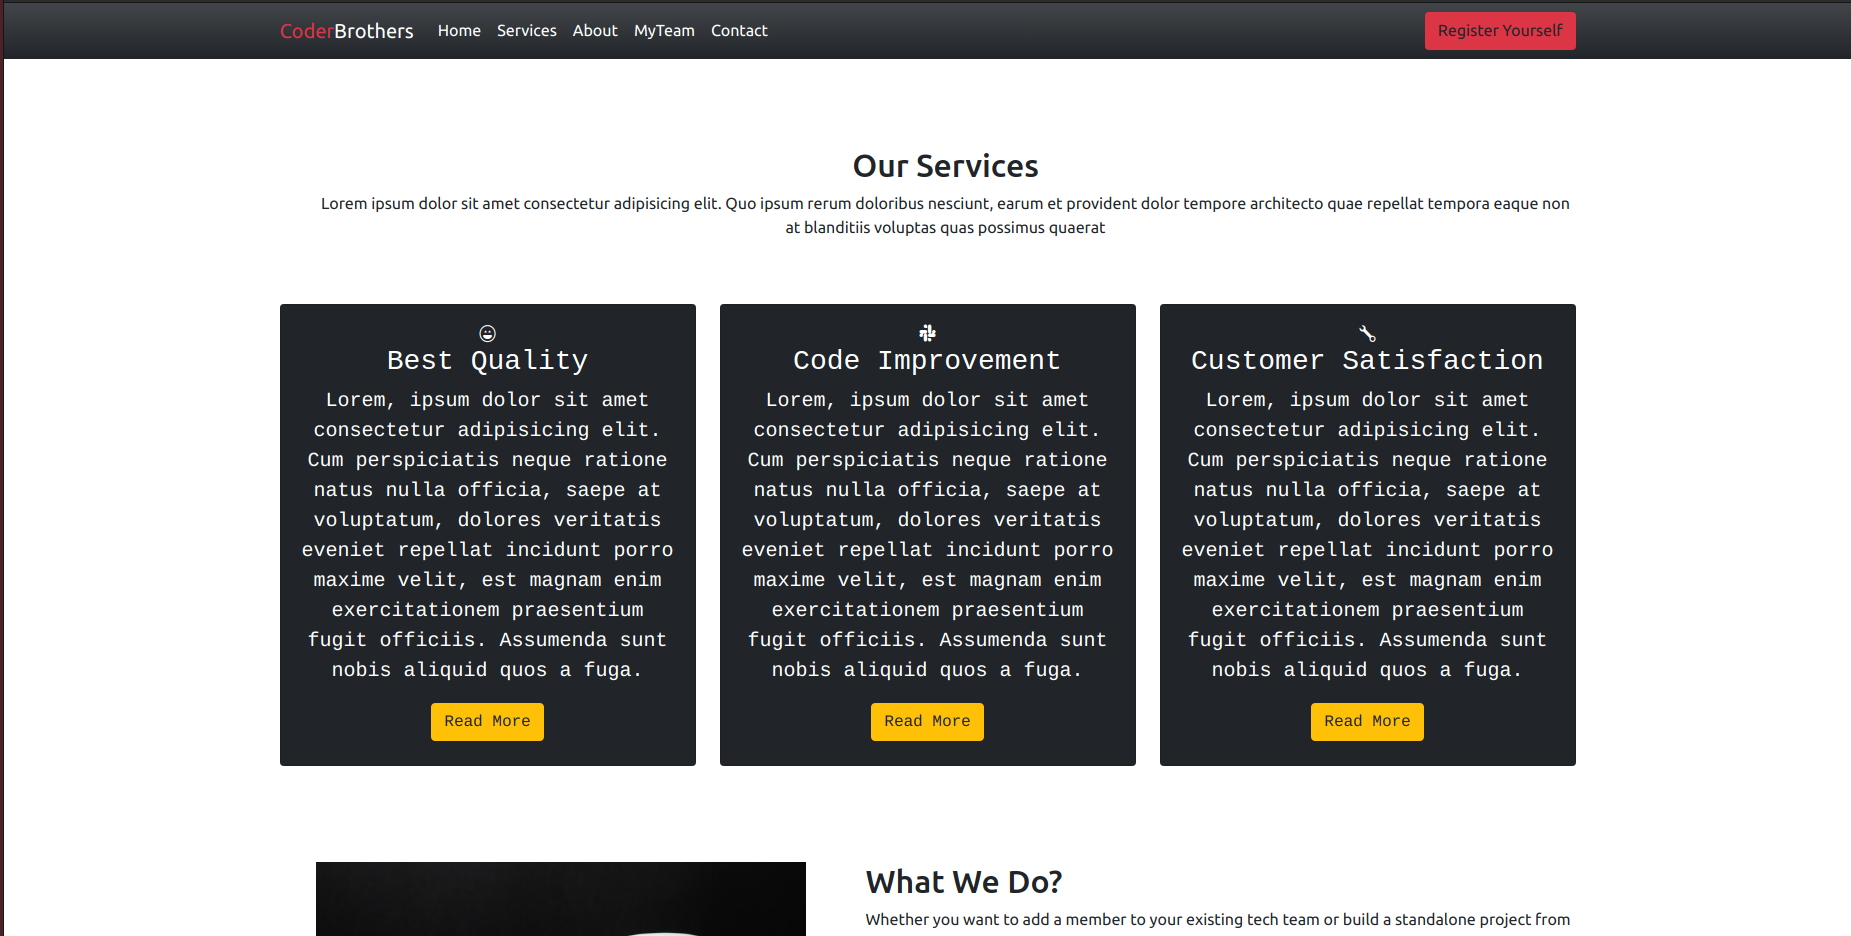 CoderBrothers Home Services About MyTeam Contact Register Yourself
Our Services
Lorem ipsum dolor sit amet consectetur adipisicing elit. Quo ipsum rerum doloribus nesciunt, earum et provident dolor tempore architecto quae repellat tempora eaque non
at blanditiis voluptas quas possimus quaerat
Best Quality
Lorem, ipsum dolor sit amet
consectetur adipisicing elit.
Cum perspiciatis neque ratione
natus nulla officia, saepe at
voluptatum, dolores veritatis
eveniet repellat incidunt porro
maxime velit, est magnam enim
exercitationem praesentium
fugit officiis. Assumenda sunt
nobis aliquid quos a fuga.
Read More
Code Improvement
Lorem, ipsum dolor sit amet
consectetur adipisicing elit.
Cum perspiciatis neque ratione
natus nulla officia, saepe at
voluptatum, dolores veritatis
eveniet repellat incidunt porro
maxime velit, est magnam enim
exercitationem praesentium
fugit officiis. Assumenda sunt
nobis aliquid quos a fuga.
Read More
Customer Satisfaction
Lorem, ipsum dolor sit amet
consectetur adipisicing elit.
Cum perspiciatis neque ratione
natus nulla officia, saepe at
voluptatum, dolores veritatis
eveniet repellat incidunt porro
maxime velit, est magnam enim
exercitationem praesentium
fugit officiis. Assumenda sunt
nobis aliquid quos a fuga.
Read More
What We Do?
Whether you want to add a member to your existing tech team or build a standalone project from